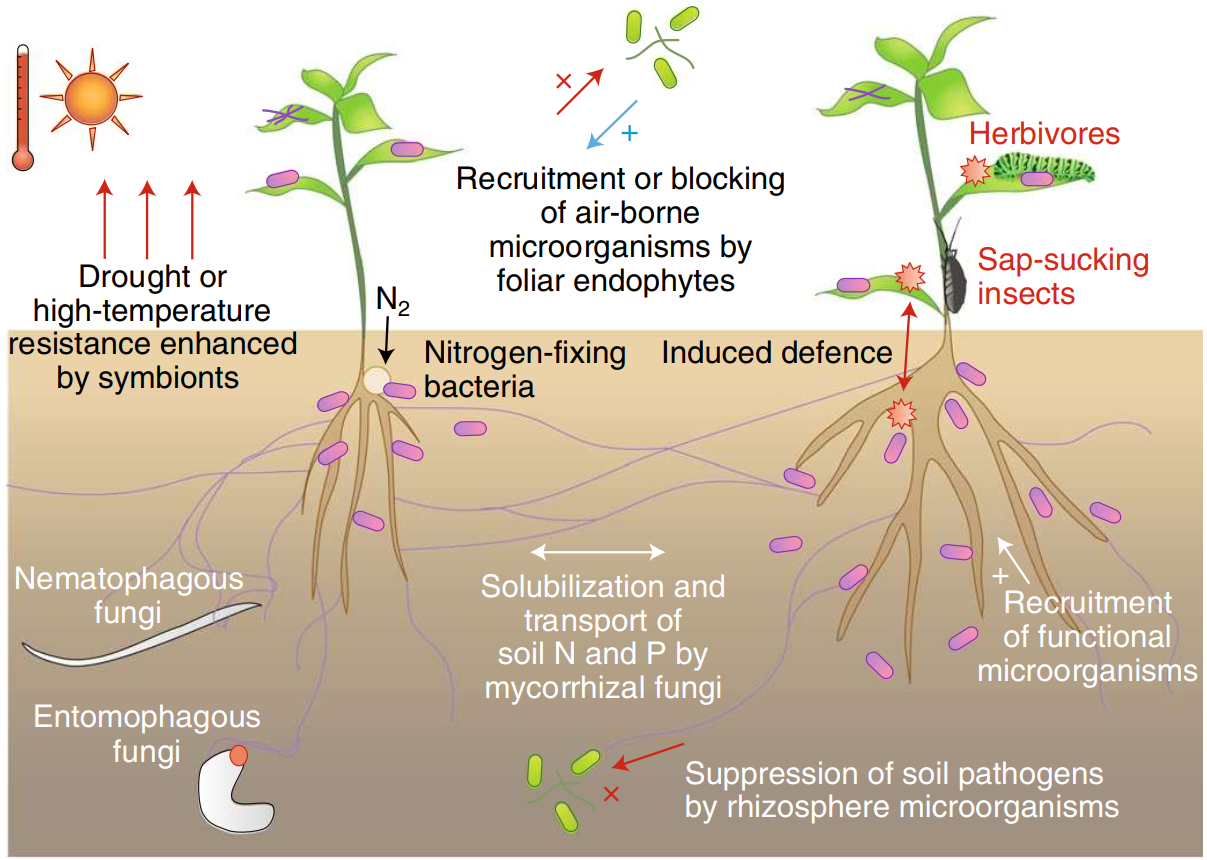 Drought or
high-temperature
resistance enhanced
by symbionts
×
+
Recruitment or blocking
of air-borne
microorganisms by
foliar endophytes
Herbivores
Sap-sucking
insects
N₂
Nitrogen-fixing
bacteria
Induced defence
Nematophagous
fungi
Entomophagous
fungi
Solubilization and
transport of
soil N and P by
mycorrhizal fungi
+
Recruitment
of functional
microorganisms
×
Suppression of soil pathogens
by rhizosphere microorganisms